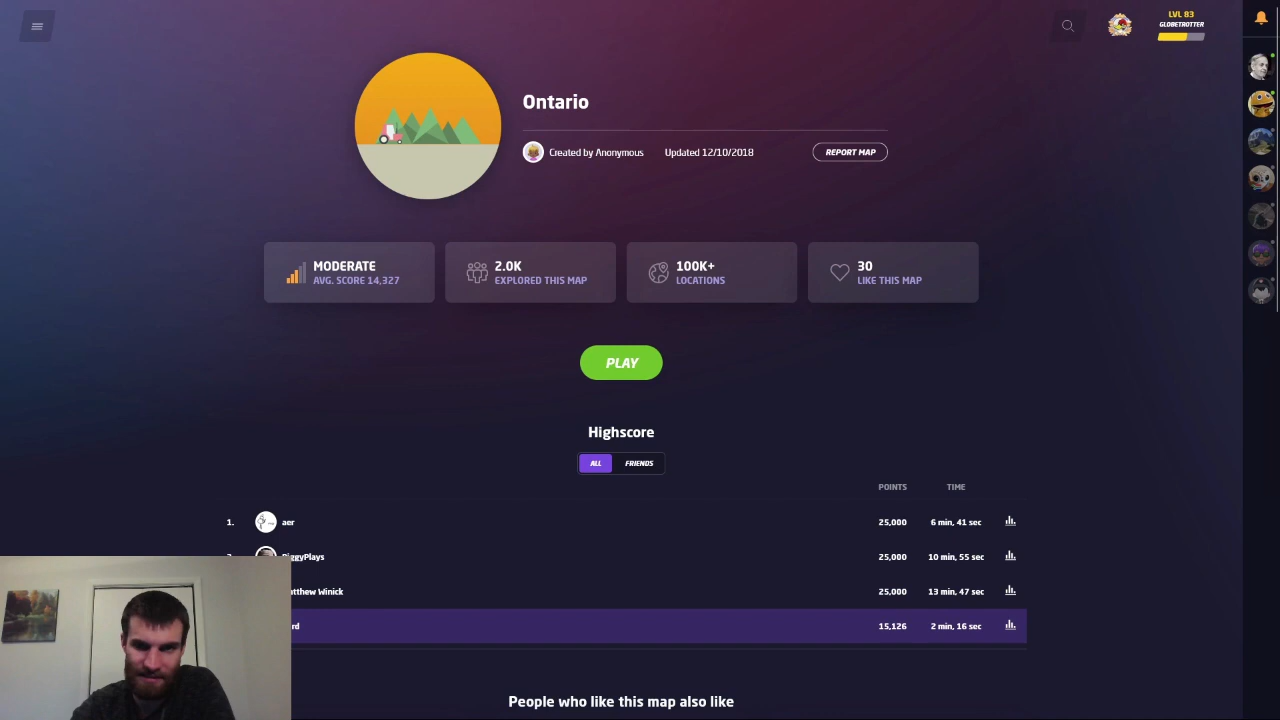 LVL 83
GLOBETROTTER
Ontario
Created by Anonymous Updated 12/10/2018 REPORT MAP
MODERATE
AVG. SCORE 14,327
2.0K
EXPLORED THIS MAP
100K+
LOCATIONS
30
LIKE THIS MAP
PLAY
Highscore
ALL FRIENDS
POINTS TIME
1. aer 25,000 6 min, 41 sec
25,000 10 min, 55 sec
Winick 25,000 13 min, 47 sec
15,126 2 min, 16 sec
People who like this map also like